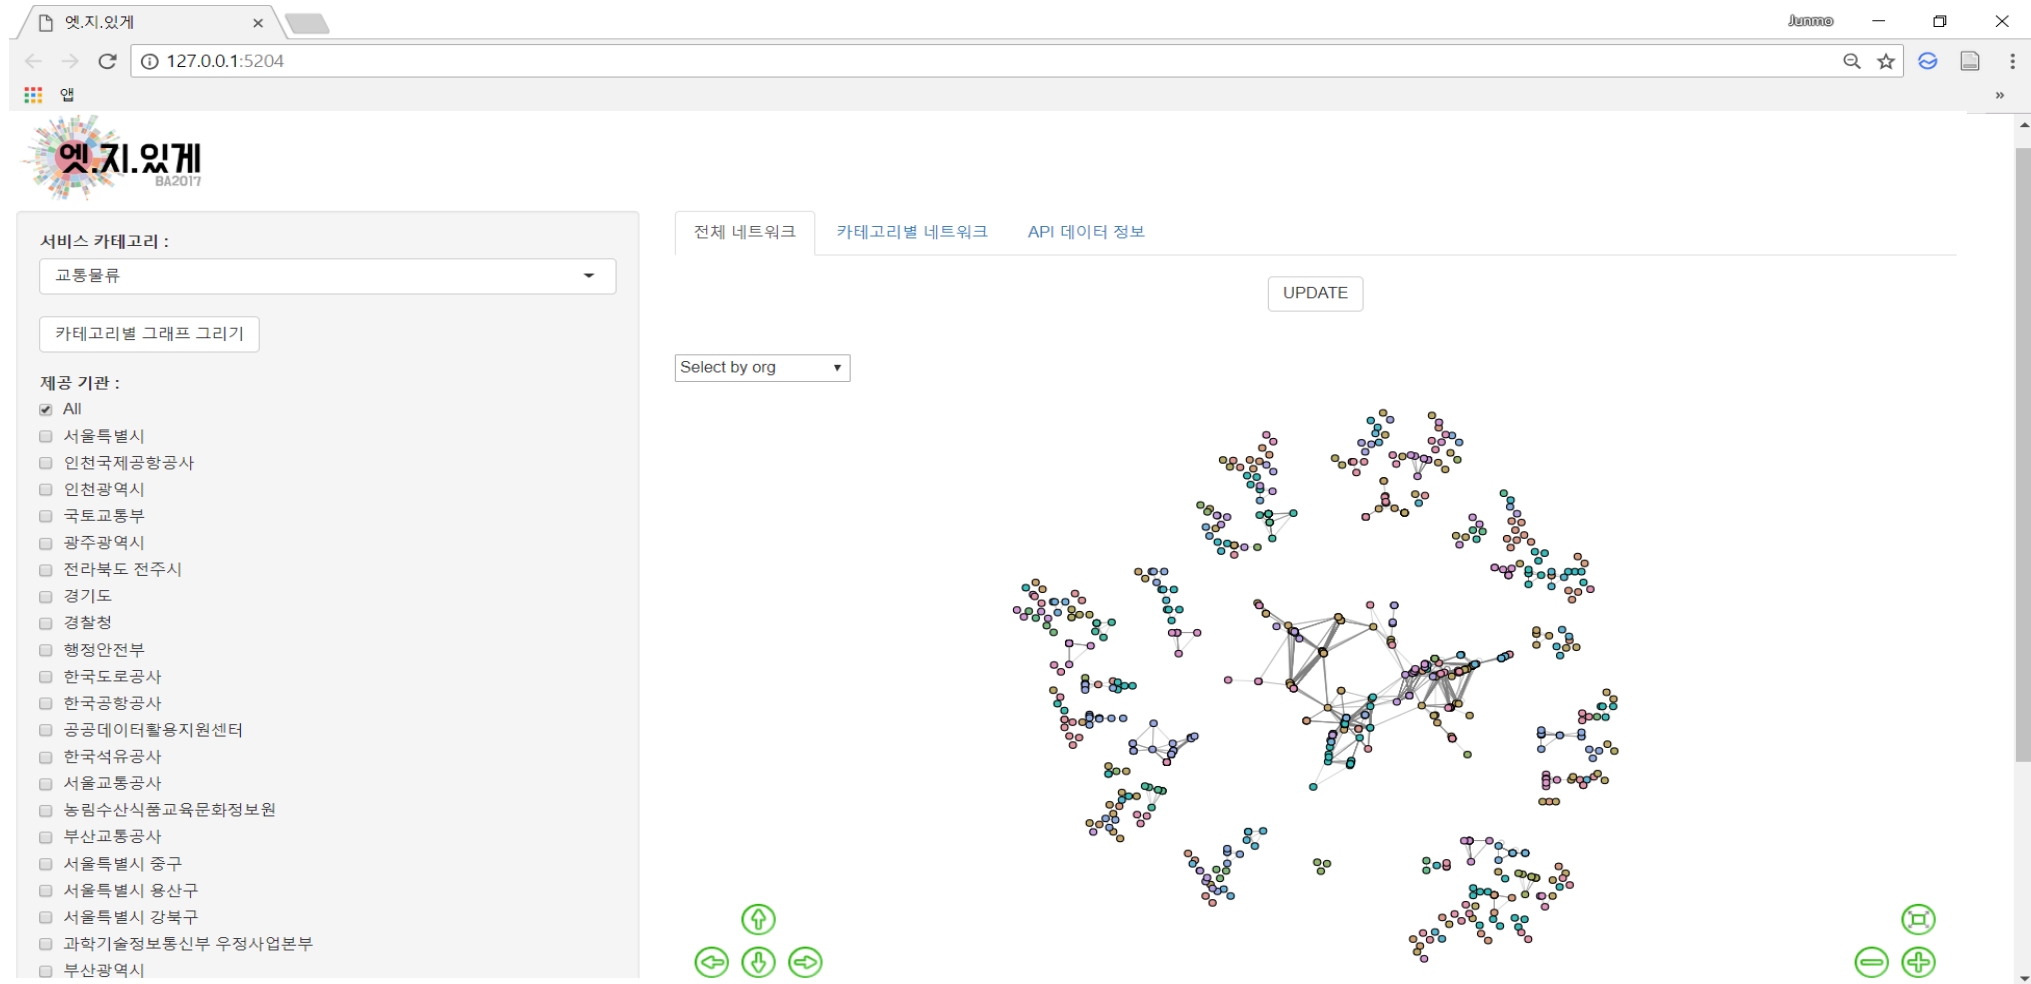 엣.지.있게
Junmo
127.0.0.1:5204
앱
»
엣.지.있게
BA2017
서비스 카테고리 :
교통물류
카테고리별 그래프 그리기
제공 기관 :
All
서울특별시
인천국제공항공사
인천광역시
국토교통부
광주광역시
전라북도 전주시
경기도
경찰청
행정안전부
한국도로공사
한국공항공사
공공데이터활용지원센터
한국석유공사
서울교통공사
농림수산식품교육문화정보원
부산교통공사
서울특별시 중구
서울특별시 용산구
서울특별시 강북구
과학기술정보통신부 우정사업본부
부산광역시
전체 네트워크 카테고리별 네트워크 API 데이터 정보
UPDATE
Select by org